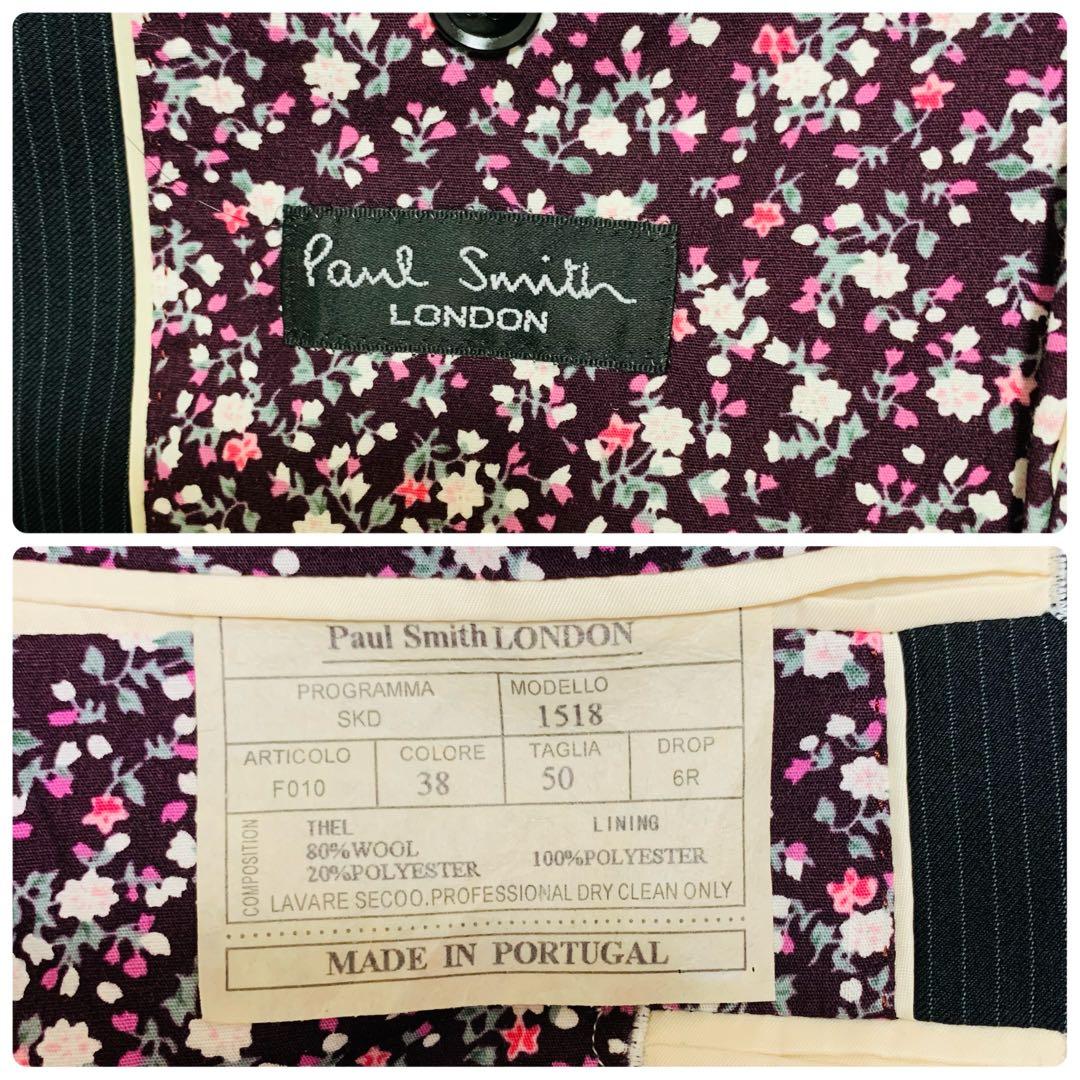 Paul Smith
LONDON
Paul Smith LONDON
PROGRAMMA
SKD
MODELLO
1518
ARTICOLO
F010
COLORE
38
TAGLIA
50
DROP
6R
COMPOSITION
THEL
80%WOOL
20%POLYESTER
LINING
100%POLYESTER
LAVARE SECOO.PROFESSIONAL DRY CLEAN ONLY
MADE IN PORTUGAL